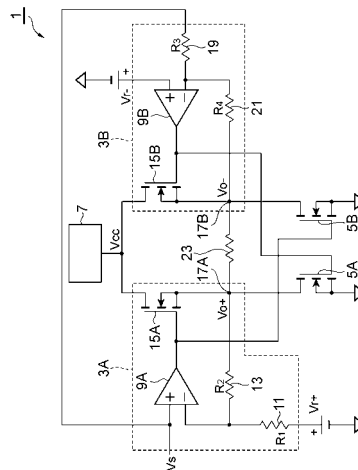 1
R3
19
Vr-
+
+
−
9B
R4
21
3B
15B
7
Vcc
17B
Vo-
5B
23
17A
Vo+
5A
15A
3A
9A
+
−
R2
13
R1
11
Vr+
+
Vs